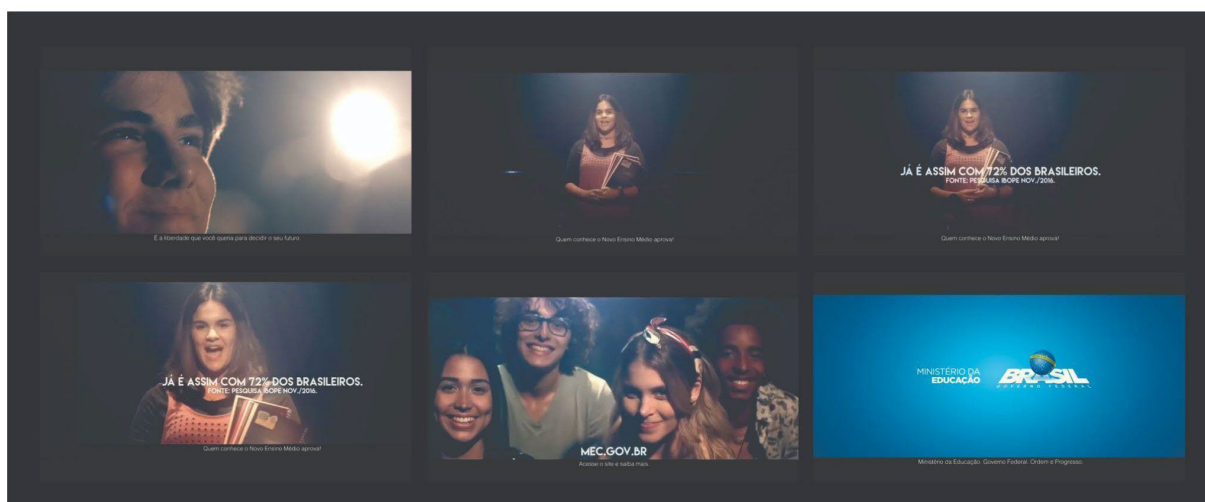 É a liberdade que você queria para decidir o seu futuro.
Quem conhece o Novo Ensino Médio aprova!
JÁ É ASSIM COM 72% DOS BRASILEIROS.
FONTE: PESQUISA IBOPE NOV./2016.
Quem conhece o Novo Ensino Médio aprova!
JÁ É ASSIM COM 72% DOS BRASILEIROS.
FONTE: PESQUISA IBOPE NOV./2016.
Quem conhece o Novo Ensino Médio aprova!
MEC.GOV.BR
Acesse o site e saiba mais.
MINISTÉRIO DA
EDUCAÇÃO
BRASIL
GOVERNO FEDERAL
Ministério da Educação. Governo Federal. Ordem e Progresso.